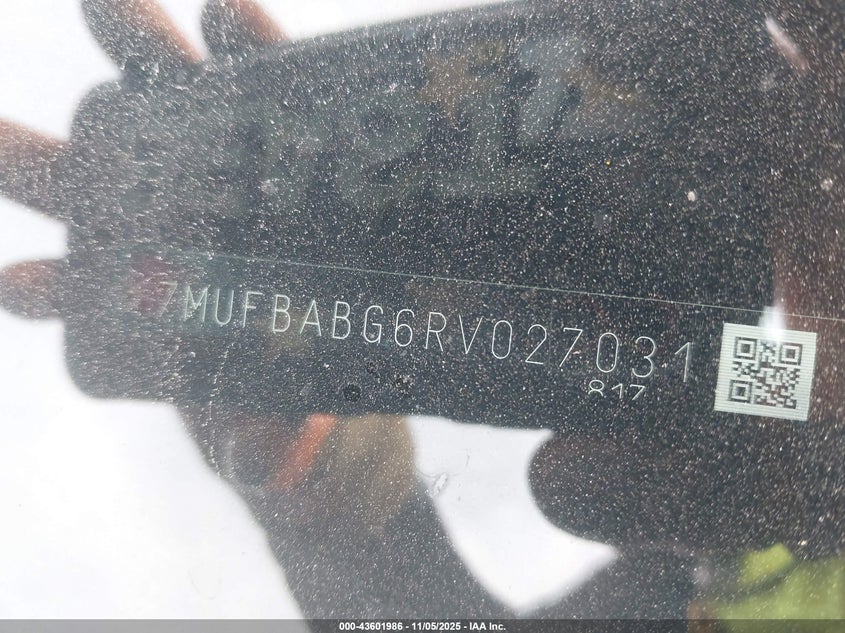 7MUFBABG6RV027031
817
000-43601986 - 11/05/2025 - IAA Inc.